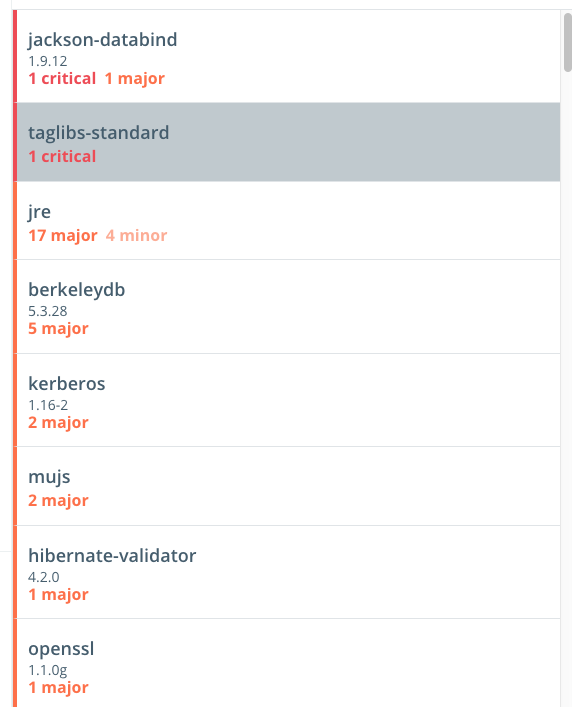 jackson-databind
1.9.12
1 critical 1 major
taglibs-standard
1 critical
jre
17 major 4 minor
berkeleydb
5.3.28
5 major
kerberos
1.16-2
2 major
mujs
2 major
hibernate-validator
4.2.0
1 major
openssl
1.1.0g
1 major